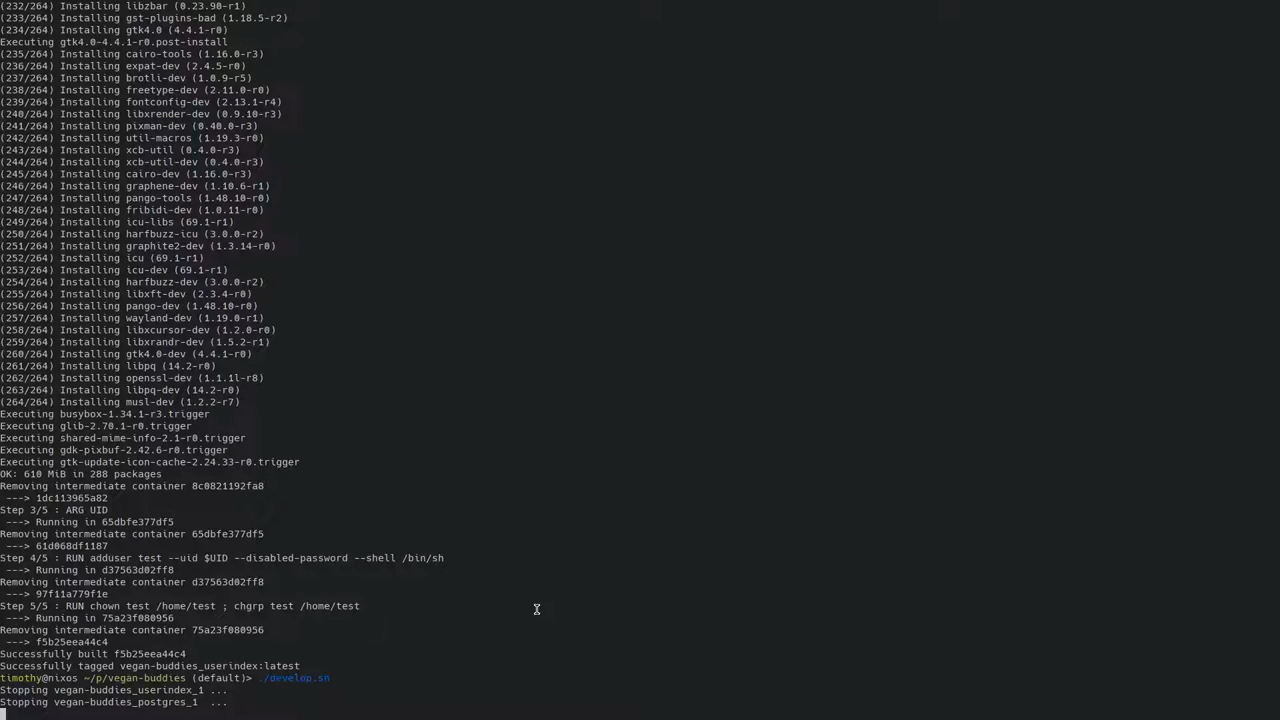 (232/264) Installing libzbar (0.23.90-r1)
(233/264) Installing gst-plugins-bad (1.18.5-r2)
(234/264) Installing gtk4.0 (4.4.1-r0)
Executing gtk4.0-4.4.1-r0.post-install
(235/264) Installing cairo-tools (1.16.0-r3)
(236/264) Installing expat-dev (2.4.5-r0)
(237/264) Installing brotli-dev (1.0.9-r5)
(238/264) Installing freetype-dev (2.11.0-r0)
(239/264) Installing fontconfig-dev (2.13.1-r4)
(240/264) Installing libxrender-dev (0.9.10-r3)
(241/264) Installing pixman-dev (0.40.0-r3)
(242/264) Installing util-macros (1.19.3-r0)
(243/264) Installing xcb-util (0.4.0-r3)
(244/264) Installing xcb-util-dev (0.4.0-r3)
(245/264) Installing cairo-dev (1.16.0-r3)
(246/264) Installing graphene-dev (1.10.6-r1)
(247/264) Installing pango-tools (1.48.10-r0)
(248/264) Installing fribidi-dev (1.0.11-r0)
(249/264) Installing icu-libs (69.1-r1)
(250/264) Installing harfbuzz-icu (3.0.0-r2)
(251/264) Installing graphite2-dev (1.3.14-r0)
(252/264) Installing icu (69.1-r1)
(253/264) Installing icu-dev (69.1-r1)
(254/264) Installing harfbuzz-dev (3.0.0-r2)
(255/264) Installing libxft-dev (2.3.4-r0)
(256/264) Installing pango-dev (1.48.10-r0)
(257/264) Installing wayland-dev (1.19.0-r1)
(258/264) Installing libxcursor-dev (1.2.0-r0)
(259/264) Installing libxrandr-dev (1.5.2-r1)
(260/264) Installing gtk4.0-dev (4.4.1-r0)
(261/264) Installing libpq (14.2-r0)
(262/264) Installing openssl-dev (1.1.1l-r8)
(263/264) Installing libpq-dev (14.2-r0)
(264/264) Installing musl-dev (1.2.2-r7)
Executing busybox-1.34.1-r3.trigger
Executing glib-2.70.1-r0.trigger
Executing shared-mime-info-2.1-r0.trigger
Executing gdk-pixbuf-2.42.6-r0.trigger
Executing gtk-update-icon-cache-2.24.33-r0.trigger
OK: 610 MiB in 288 packages
Removing intermediate container 8c0821192fa8
 ---> 1dc113965a82
Step 3/5 : ARG UID
 ---> Running in 65dbfe377df5
Removing intermediate container 65dbfe377df5
 ---> 61d068df1187
Step 4/5 : RUN adduser test --uid $UID --disabled-password --shell /bin/sh
 ---> Running in d37563d02ff8
Removing intermediate container d37563d02ff8
 ---> 97f11a779f1e
Step 5/5 : RUN chown test /home/test ; chgrp test /home/test
 ---> Running in 75a23f080956
Removing intermediate container 75a23f080956
 ---> f5b25eea44c4
Successfully built f5b25eea44c4
Successfully tagged vegan-buddies_userindex:latest
timothy@nixos ~/p/vegan-buddies (default)> ./develop.sh
Stopping vegan-buddies_userindex_1 ...
Stopping vegan-buddies_postgres_1  ...